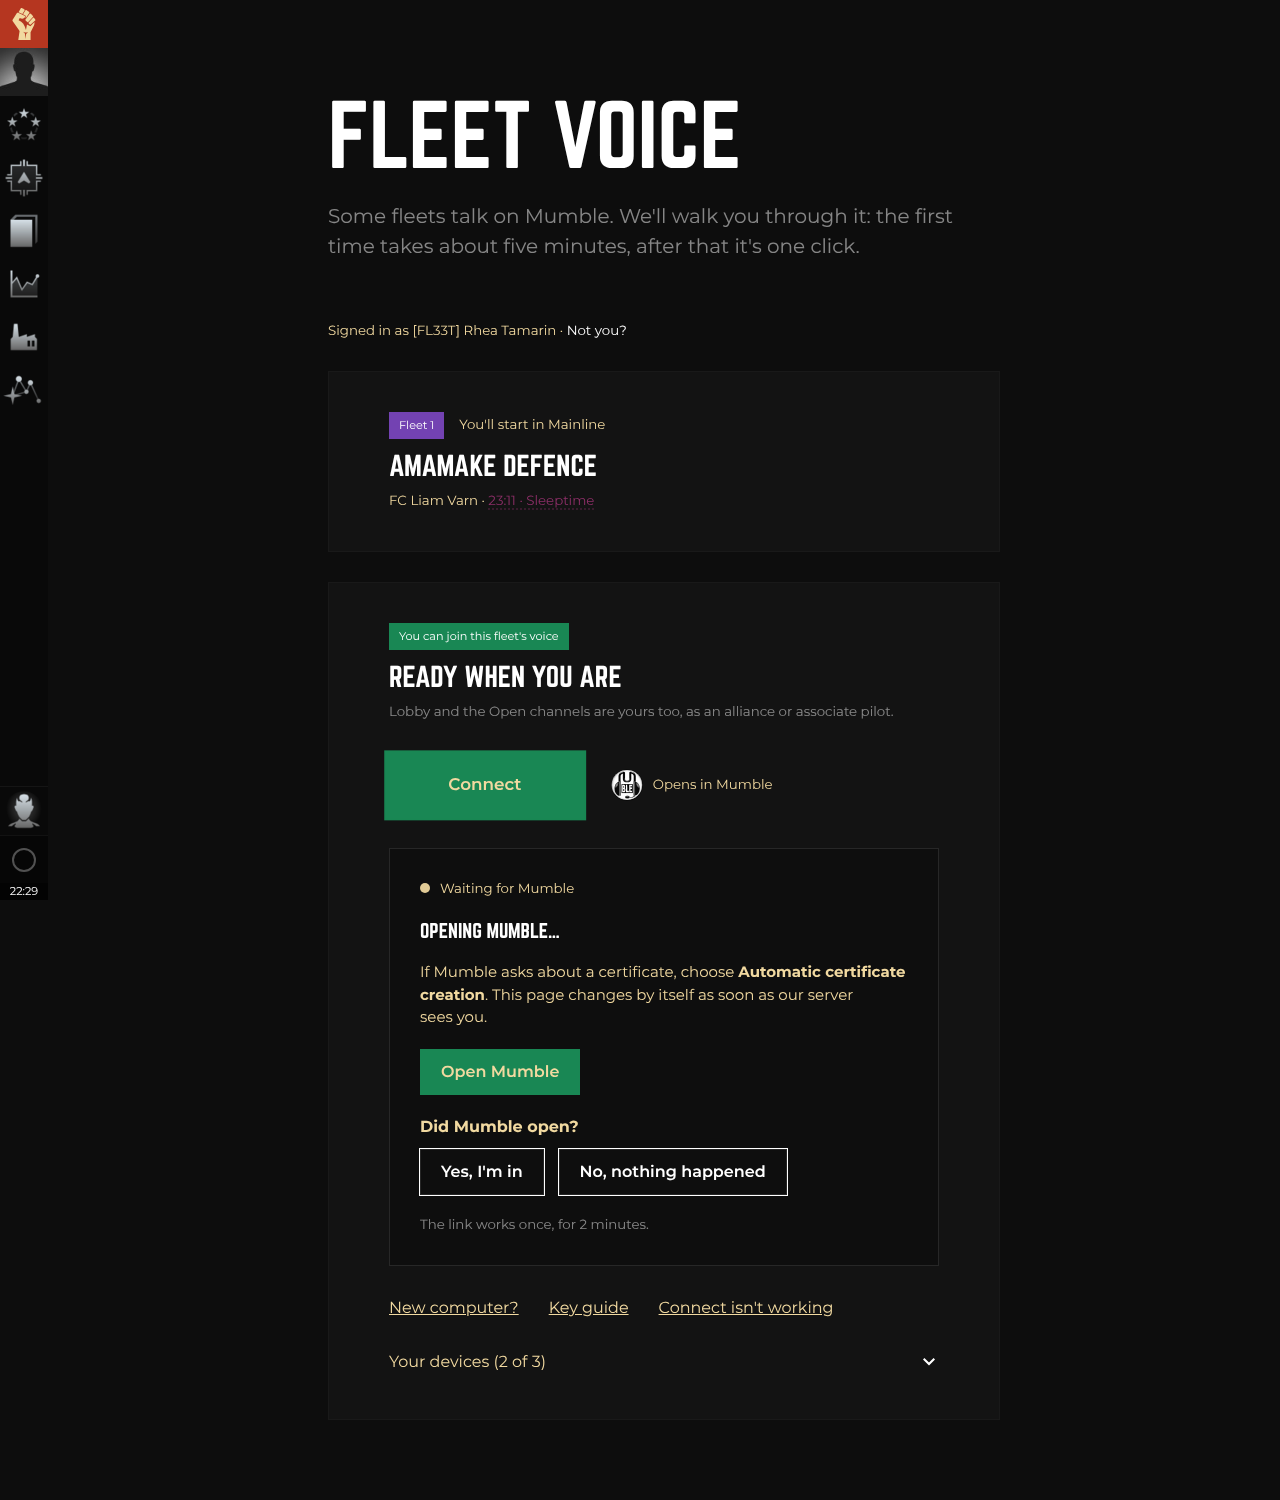 FLEET VOICE
Some fleets talk on Mumble. We'll walk you through it: the first
time takes about five minutes, after that it's one click.
Signed in as [FL33T] Rhea Tamarin · Not you?
Fleet 1 You'll start in Mainline
AMAMAKE DEFENCE
FC Liam Varn · 23:11 · Sleeptime
You can join this fleet's voice
READY WHEN YOU ARE
Lobby and the Open channels are yours too, as an alliance or associate pilot.
Connect BLE Opens in Mumble
Waiting for Mumble
OPENING MUMBLE...
If Mumble asks about a certificate, choose Automatic certificate
creation. This page changes by itself as soon as our server
sees you.
Open Mumble
Did Mumble open?
Yes, I'm in No, nothing happened
The link works once, for 2 minutes.
New computer? Key guide Connect isn't working
Your devices (2 of 3)
22:29